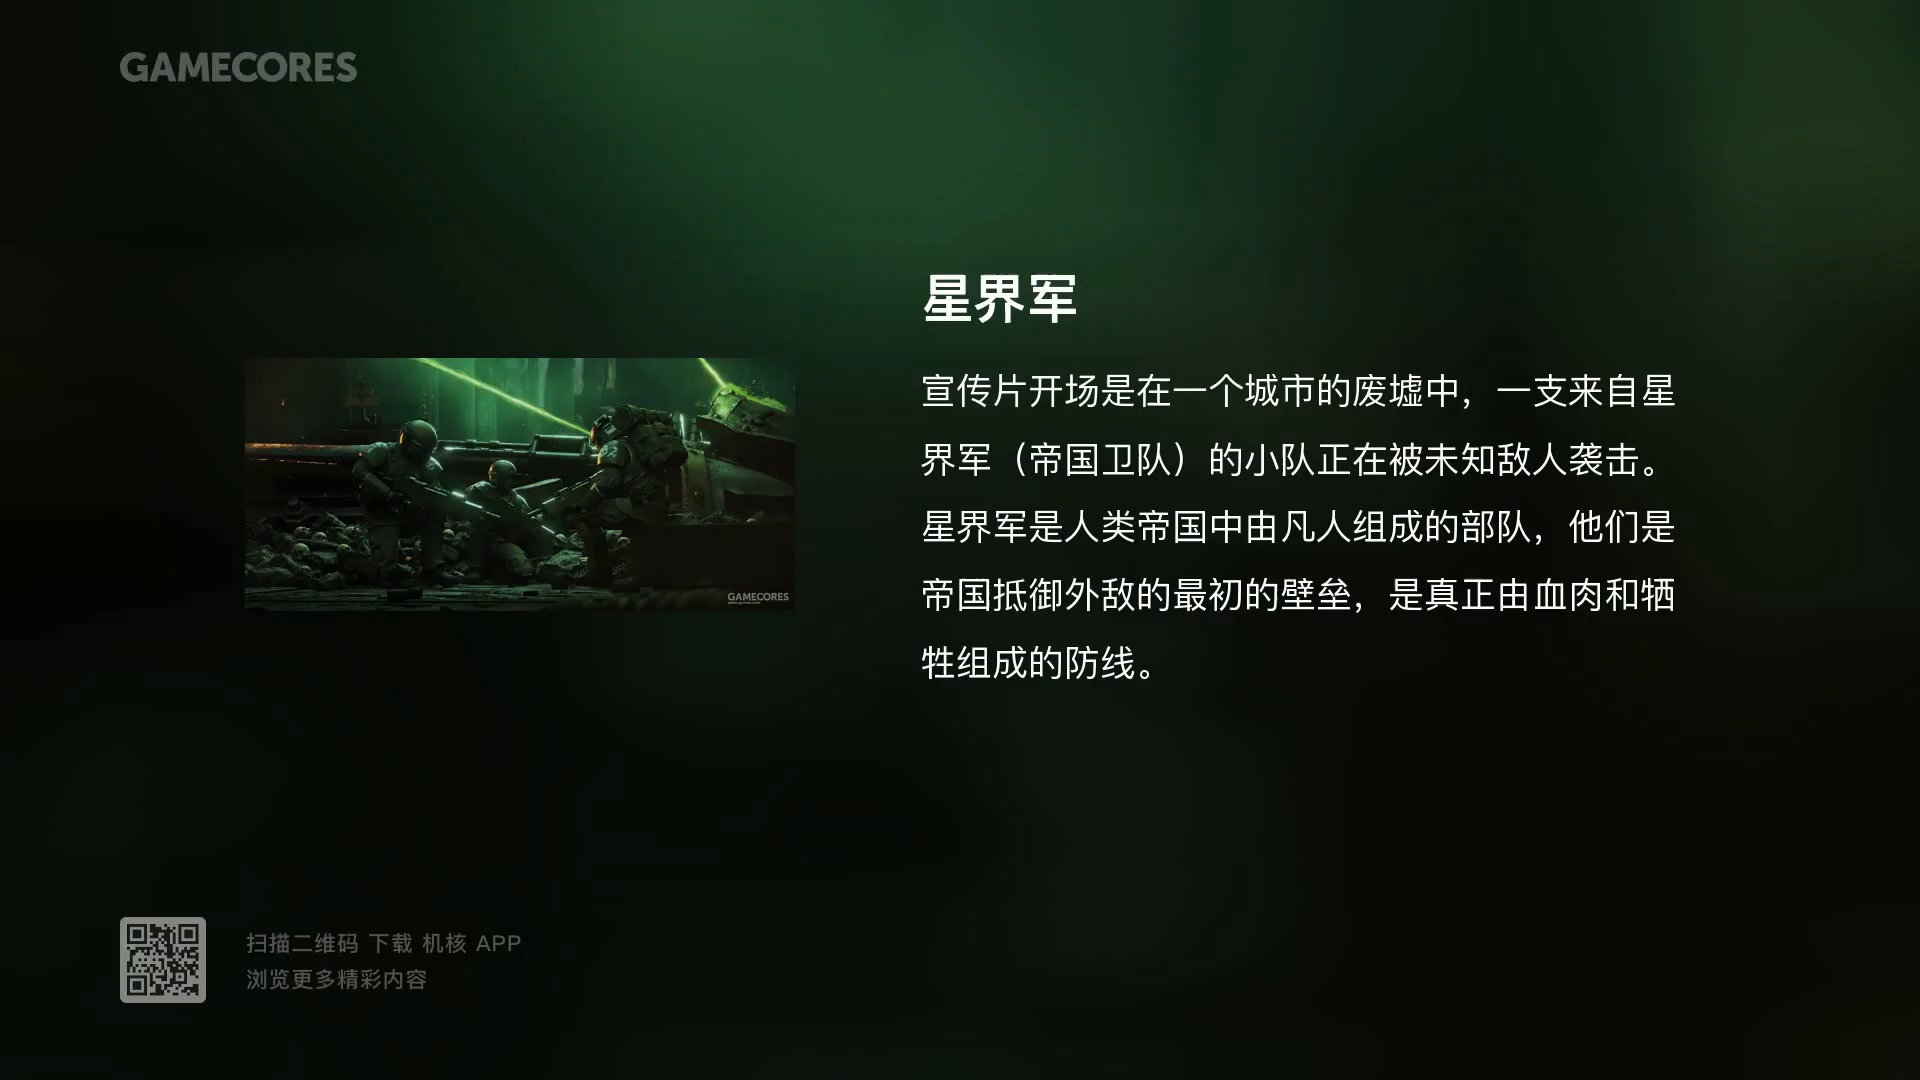 GAMECORES
星界军
宣传片开场是在一个城市的废墟中，一支来自星
界军（帝国卫队）的小队正在被未知敌人袭击。
星界军是人类帝国中由凡人组成的部队，他们是
帝国抵御外敌的最初的壁垒，是真正由血肉和牺
牲组成的防线。
GAMECORES
扫描二维码 下载 机核 APP
浏览更多精彩内容